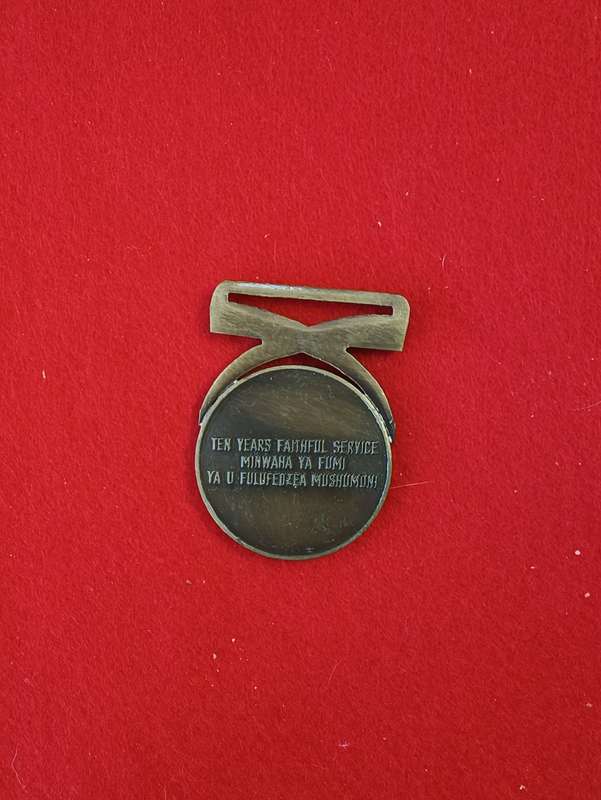 TEN YEARS FAITHFUL SERVICE
MINWAHA YA FUMI
YA U FULUFEDZEA MUSHUMONI